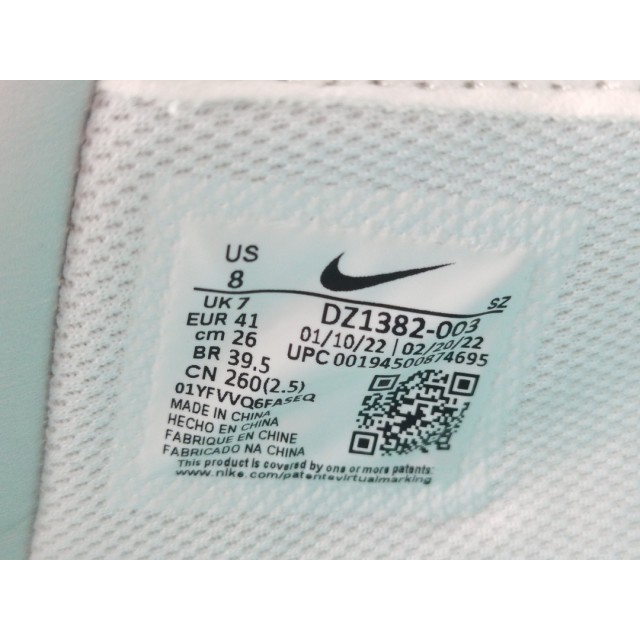 US
8
SZ
UK 7
EUR 41
cm 26
BR 39.5
CN 260(2.5)
DZ1382-003
01/10/22 | 02/20/22
UPC 00194500874695
01YFVVQ6FASEQ
MADE IN CHINA
HECHO EN CHINA
FABRIQUE EN CHINE
FABRICADO NA CHINA
This product is covered by one or more patents:
www.nike.com/patentsvirtualmarking